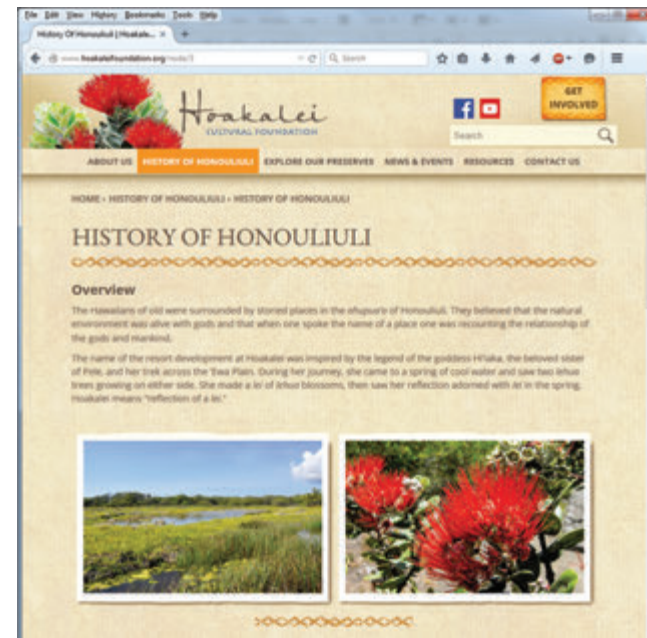 File Edit View History Bookmarks Tools Help
History Of Honouliuli | Hoakale... × +
www.hoakaleifoundation.org/node/3
Search
Hoakalei
CULTURAL FOUNDATION
GET
INVOLVED
Search
ABOUT US HISTORY OF HONOULIULI EXPLORE OUR PRESERVES NEWS & EVENTS RESOURCES CONTACT US
HOME › HISTORY OF HONOULIULI › HISTORY OF HONOULIULI
HISTORY OF HONOULIULI
Overview
The Hawaiians of old were surrounded by storied places in the ahupua'a of Honouliuli. They believed that the natural
environment was alive with gods and that when one spoke the name of a place one was recounting the relationship of
the gods and mankind.
The name of the resort development at Hoakalei was inspired by the legend of the goddess Hi'iaka, the beloved sister
of Pele, and her trek across the 'Ewa Plain. During her journey, she came to a spring of cool water and saw two lehua
trees growing on either side. She made a lei of lehua blossoms, then saw her reflection adorned with lei in the spring.
Hoakalei means "reflection of a lei."